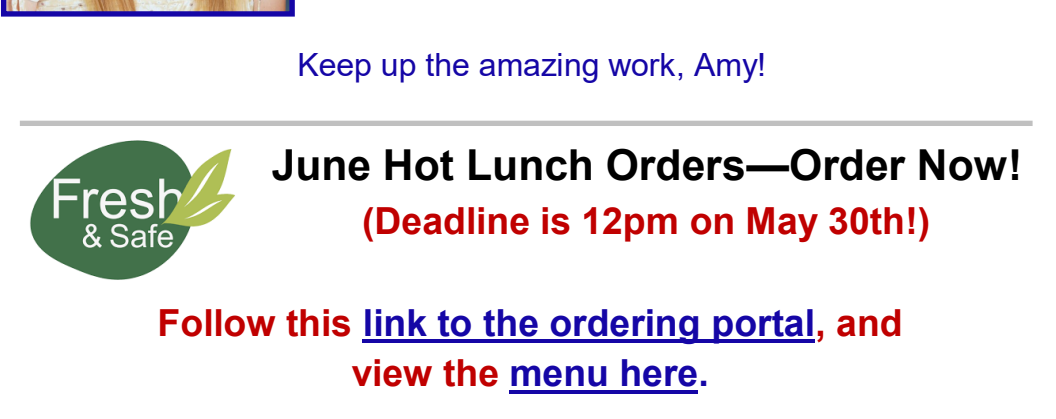 Keep up the amazing work, Amy!
Fresh
& Safe
June Hot Lunch Orders—Order Now!
(Deadline is 12pm on May 30th!)
Follow this link to the ordering portal, and
view the menu here.